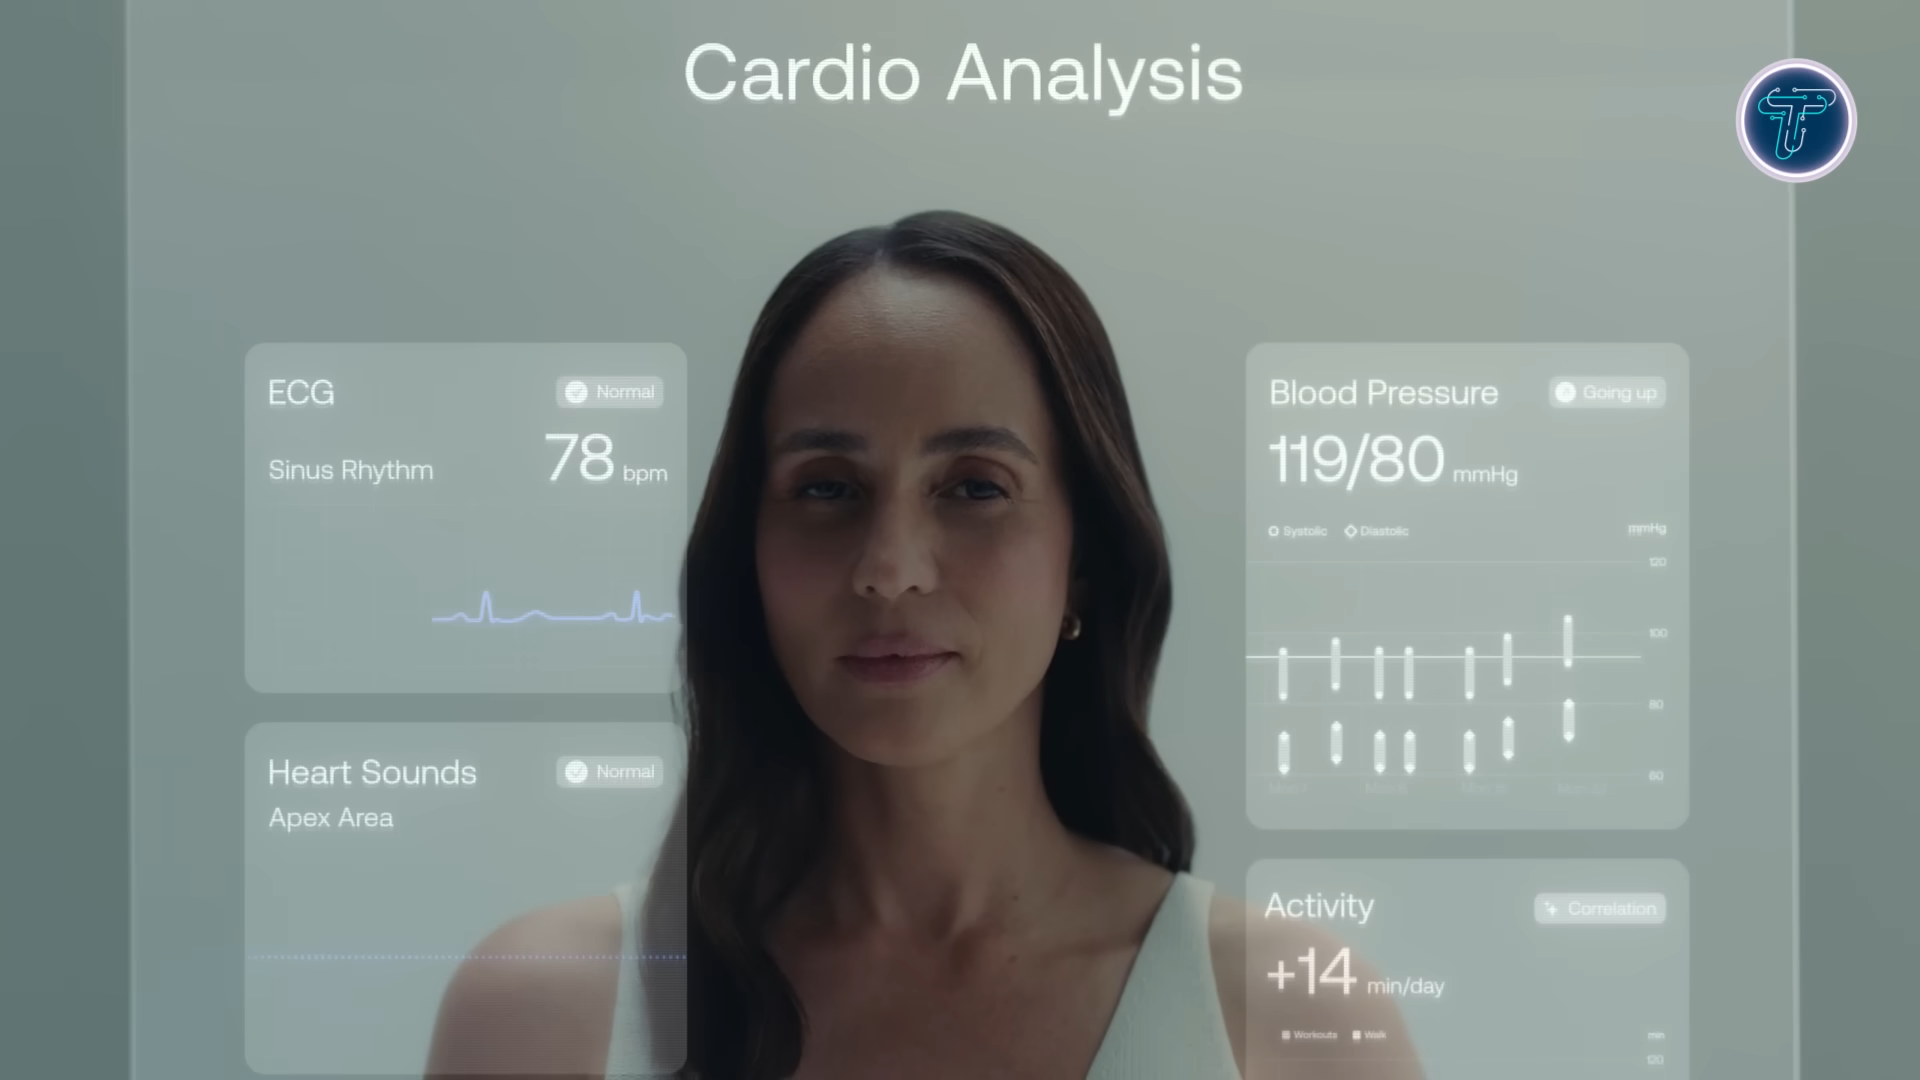 Cardio Analysis
ECG
Normal
Sinus Rhythm
78 bpm
Heart Sounds
Normal
Apex Area
Blood Pressure
Going up
119/80 mmHg
Systolic Diastolic
mmHg
120
100
80
60
Activity
Correlation
+14 min/day
Workouts Walk
min
120